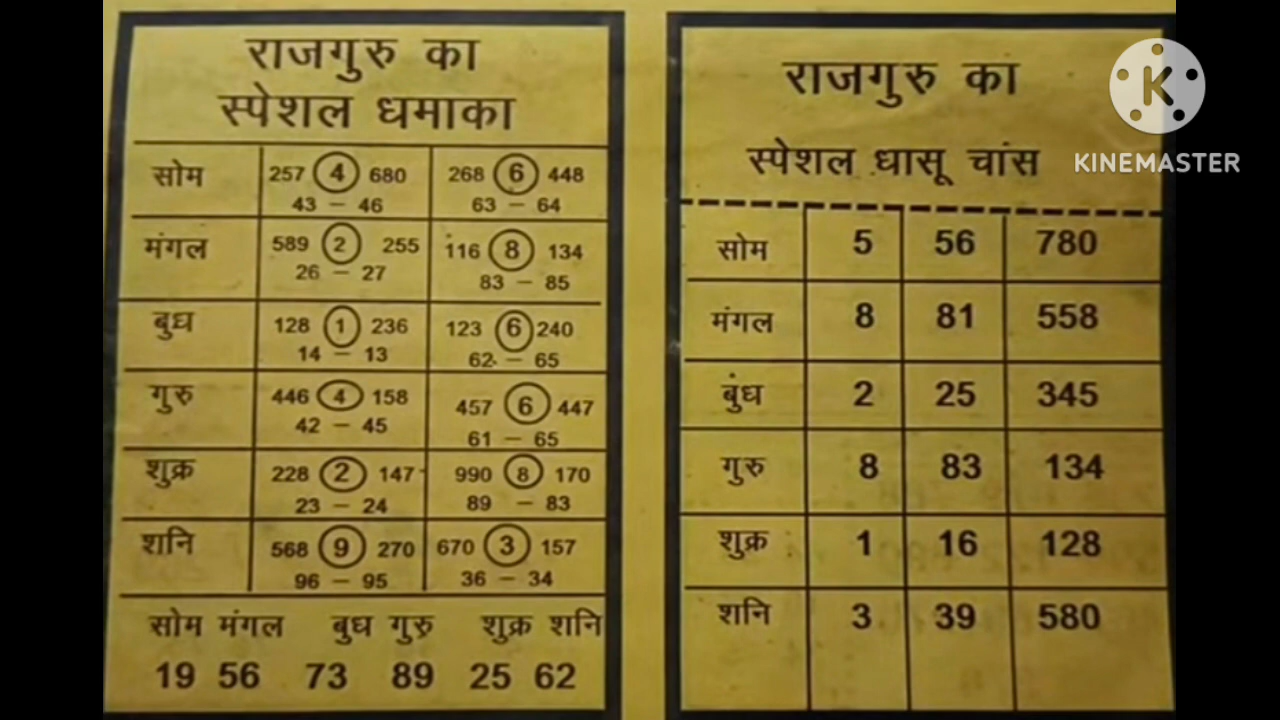 राजगुरु का
स्पेशल धमाका
सोम 257 4 680 268 6 448
43 – 46 63 – 64
मंगल 589 2 255 116 8 134
26 – 27 83 – 85
बुध 128 1 236 123 6 240
14 – 13 62 – 65
गुरु 446 4 158 457 6 447
42 – 45 61 – 65
शुक्र 228 2 147 990 8 170
23 – 24 89 – 83
शनि 568 9 270 670 3 157
96 – 95 36 – 34
सोम मंगल बुध गुरु शुक्र शनि
19 56 73 89 25 62
राजगुरु का
स्पेशल धासू चांस
सोम 5 56 780
मंगल 8 81 558
बुंध 2 25 345
गुरु 8 83 134
शुक्र 1 16 128
शनि 3 39 580
K
KINEMASTER